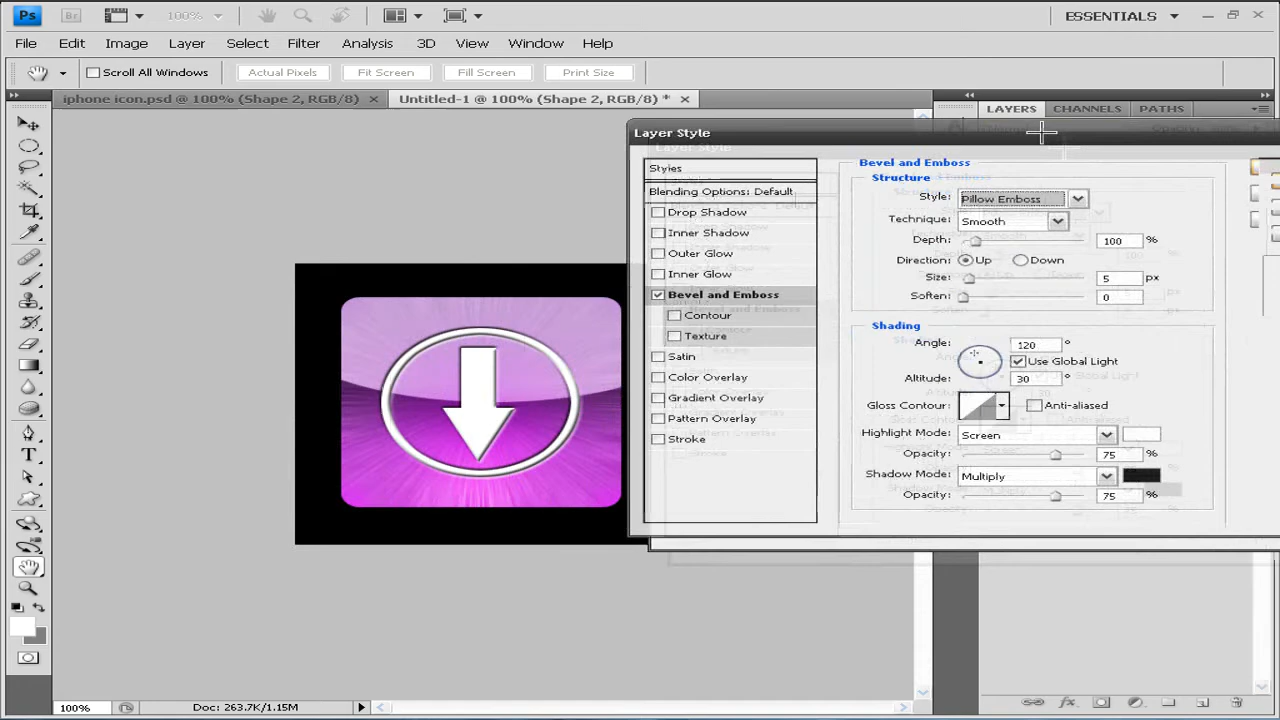 Ps Br 100% ESSENTIALS
File Edit Image Layer Select Filter Analysis 3D View Window Help
Scroll All Windows Actual Pixels Fit Screen Fill Screen Print Size
iphone icon.psd @ 100% (Shape 2, RGB/8) × Untitled-1 @ 100% (Shape 2, RGB/8) * ×
LAYERS CHANNELS PATHS
Layer Style
Styles
Blending Options: Default
Drop Shadow
Inner Shadow
Outer Glow
Inner Glow
Bevel and Emboss
Contour
Texture
Satin
Color Overlay
Gradient Overlay
Pattern Overlay
Stroke
Bevel and Emboss
Structure
Style: Pillow Emboss
Technique: Smooth
Depth: 100 %
Direction: Up Down
Size: 5 px
Soften: 0
Shading
Angle: 120 °
Use Global Light
Altitude: 30 °
Gloss Contour: Anti-aliased
Highlight Mode: Screen
Opacity: 75 %
Shadow Mode: Multiply
Opacity: 75 %
T
100% Doc: 263.7K/1.15M
fx